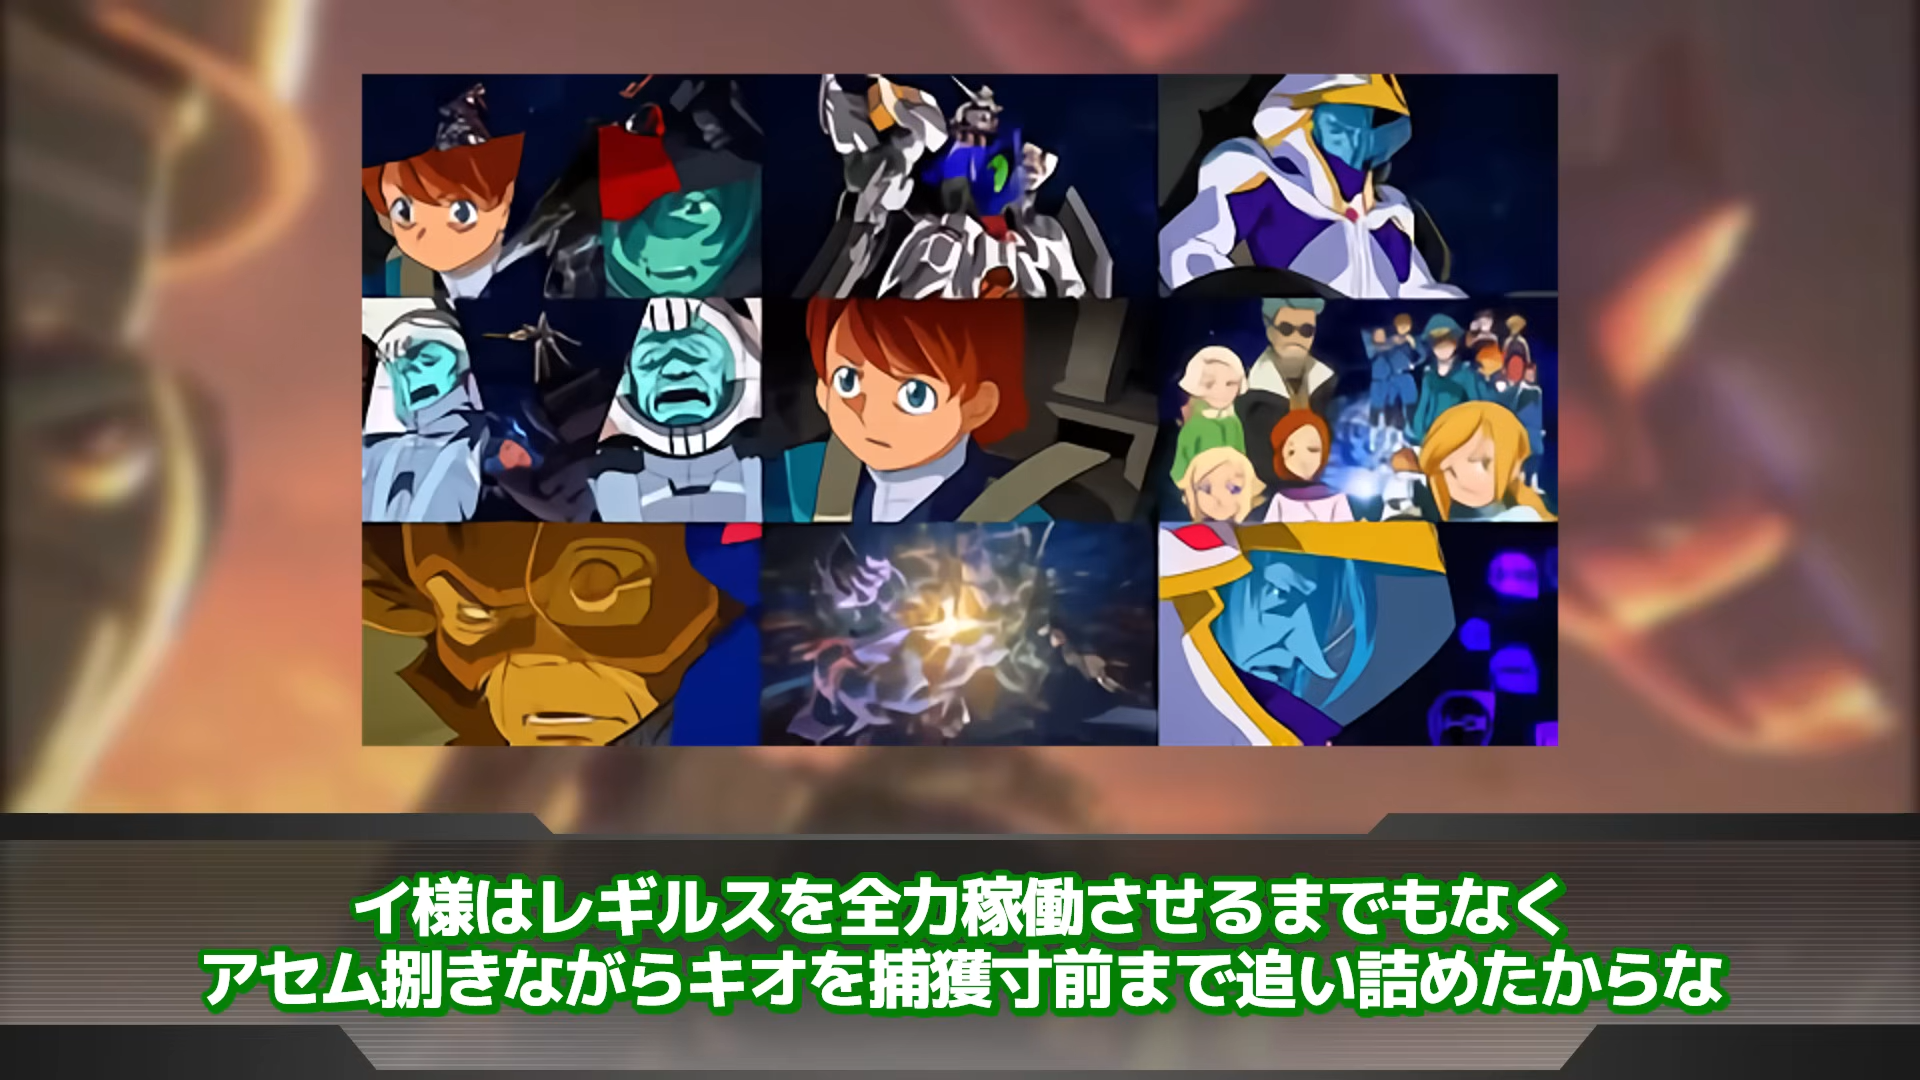 イ様はレギルスを全力稼働させるまでもなく
アセム捌きながらキオを捕獲寸前まで追い詰めたからな